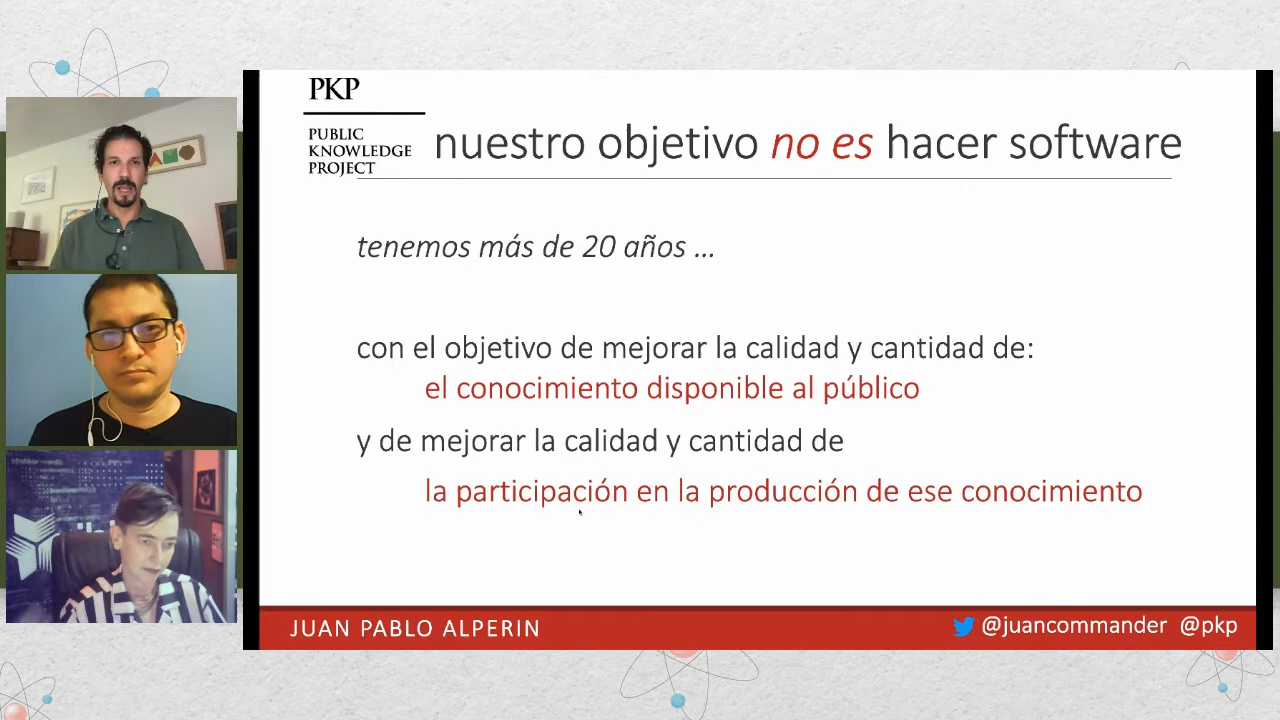 PKP
PUBLIC
KNOWLEDGE
PROJECT
nuestro objetivo no es hacer software
tenemos más de 20 años ...
con el objetivo de mejorar la calidad y cantidad de:
el conocimiento disponible al público
y de mejorar la calidad y cantidad de
la participación en la producción de ese conocimiento
JUAN PABLO ALPERIN
@juancommander @pkp